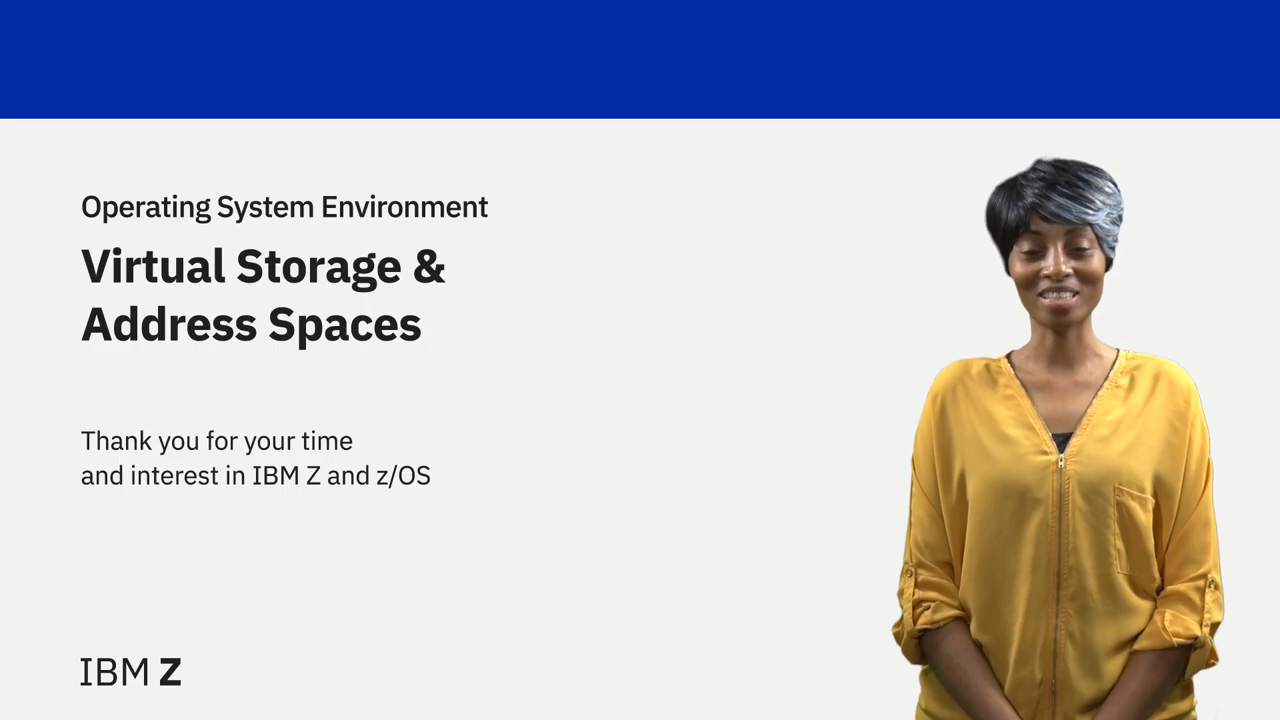 Operating System Environment
Virtual Storage &
Address Spaces
Thank you for your time
and interest in IBM Z and z/OS
IBM Z